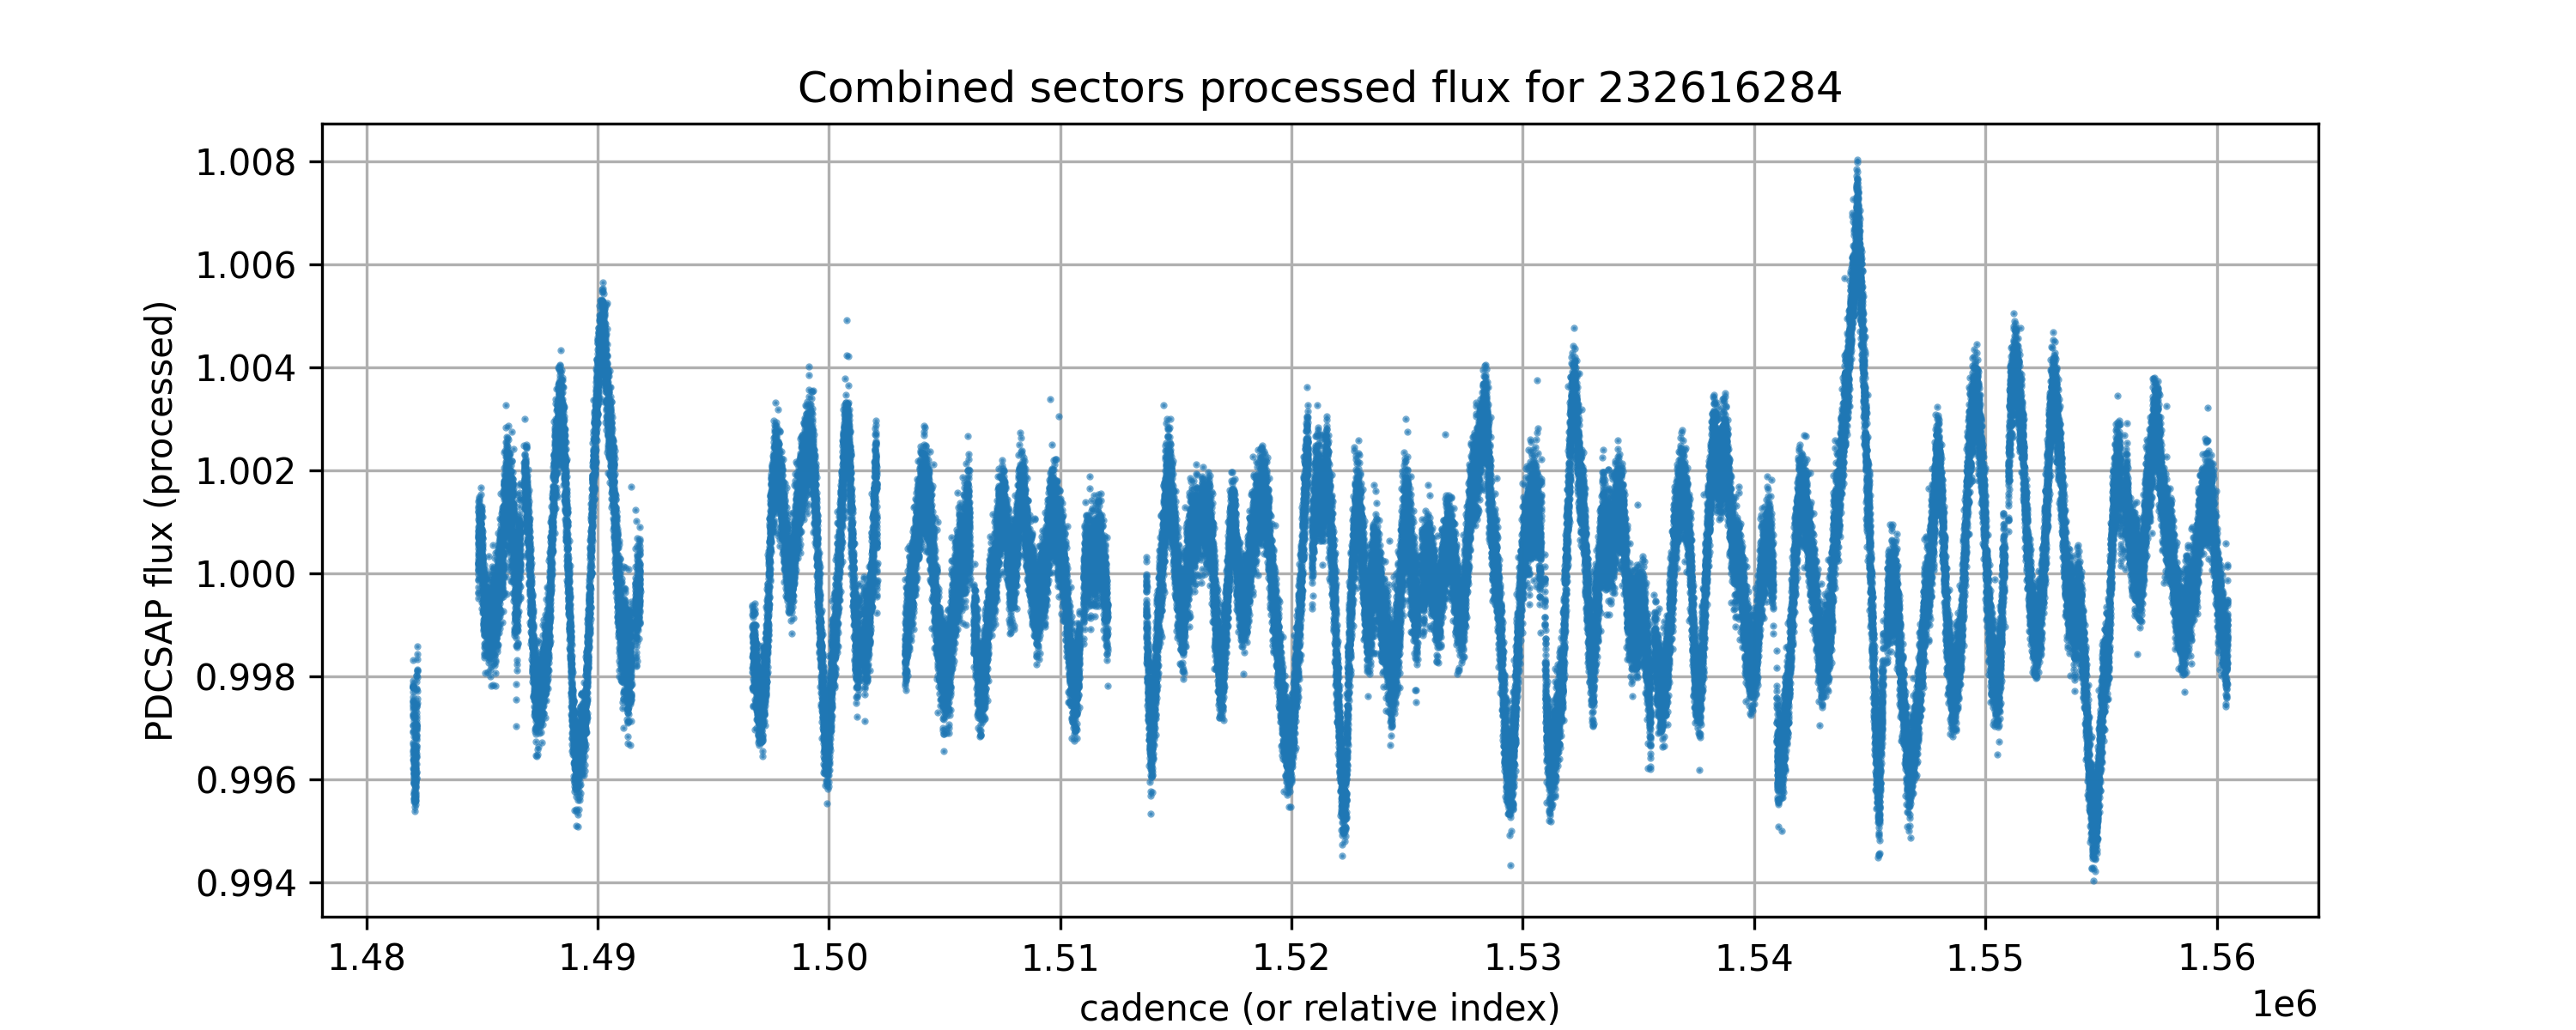 Combined sectors processed flux for 232616284
PDCSAP flux (processed)
1.008
1.006
1.004
1.002
1.000
0.998
0.996
0.994
1.48 1.49 1.50 1.51 1.52 1.53 1.54 1.55 1.56
1e6
cadence (or relative index)